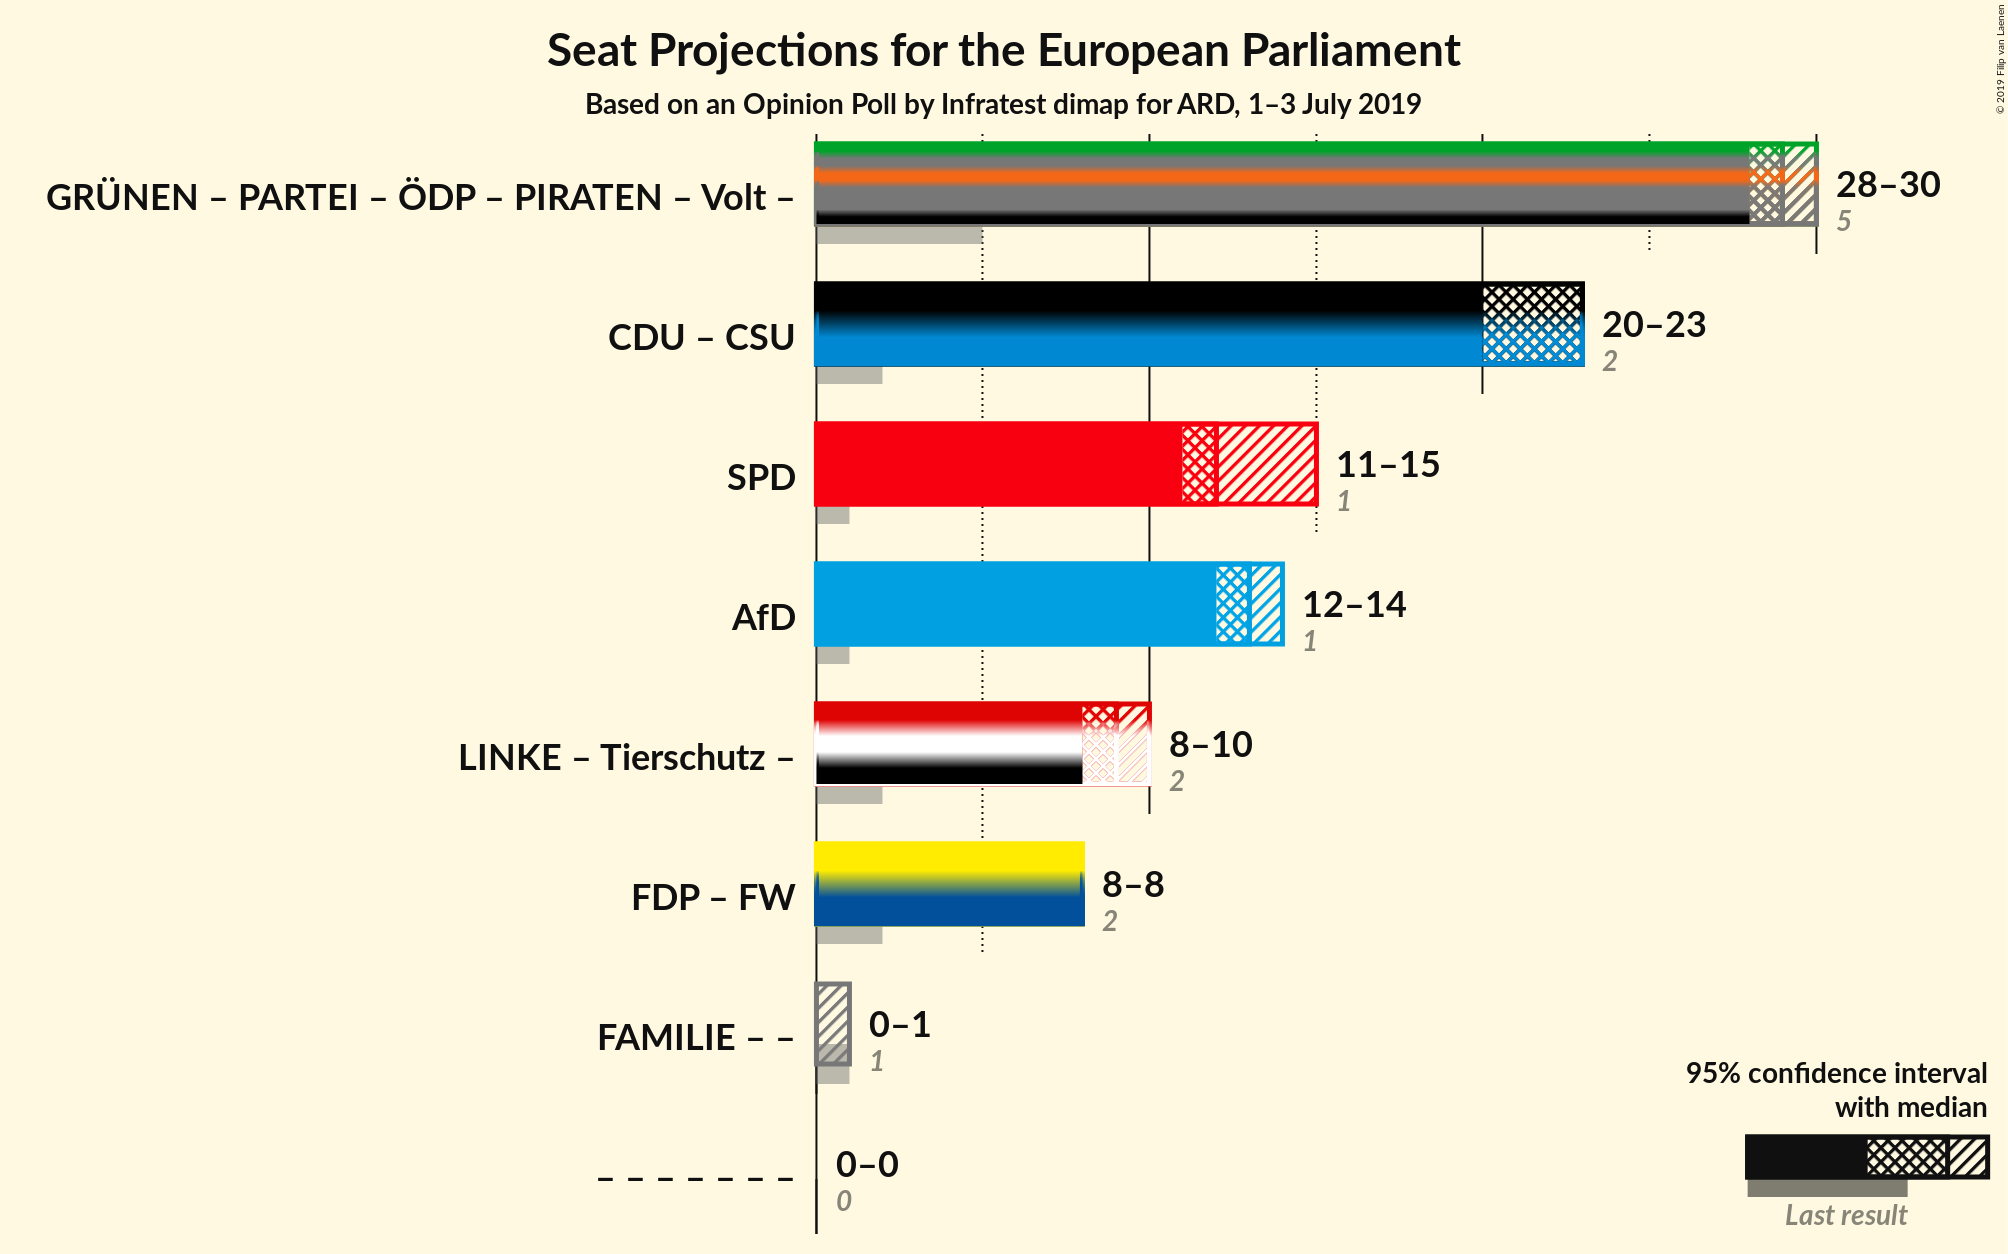 Seat Projections for the European Parliament
Based on an Opinion Poll by Infratest dimap for ARD, 1–3 July 2019
© 2019 Filip van Laenen
GRÜNEN – PARTEI – ÖDP – PIRATEN – Volt –
28–30
5
CDU – CSU
20–23
2
SPD
11–15
1
AfD
12–14
1
LINKE – Tierschutz –
8–10
2
FDP – FW
8–8
2
FAMILIE – –
0–1
1
– – – – – – –
0–0
0
95% confidence interval
with median
Last result